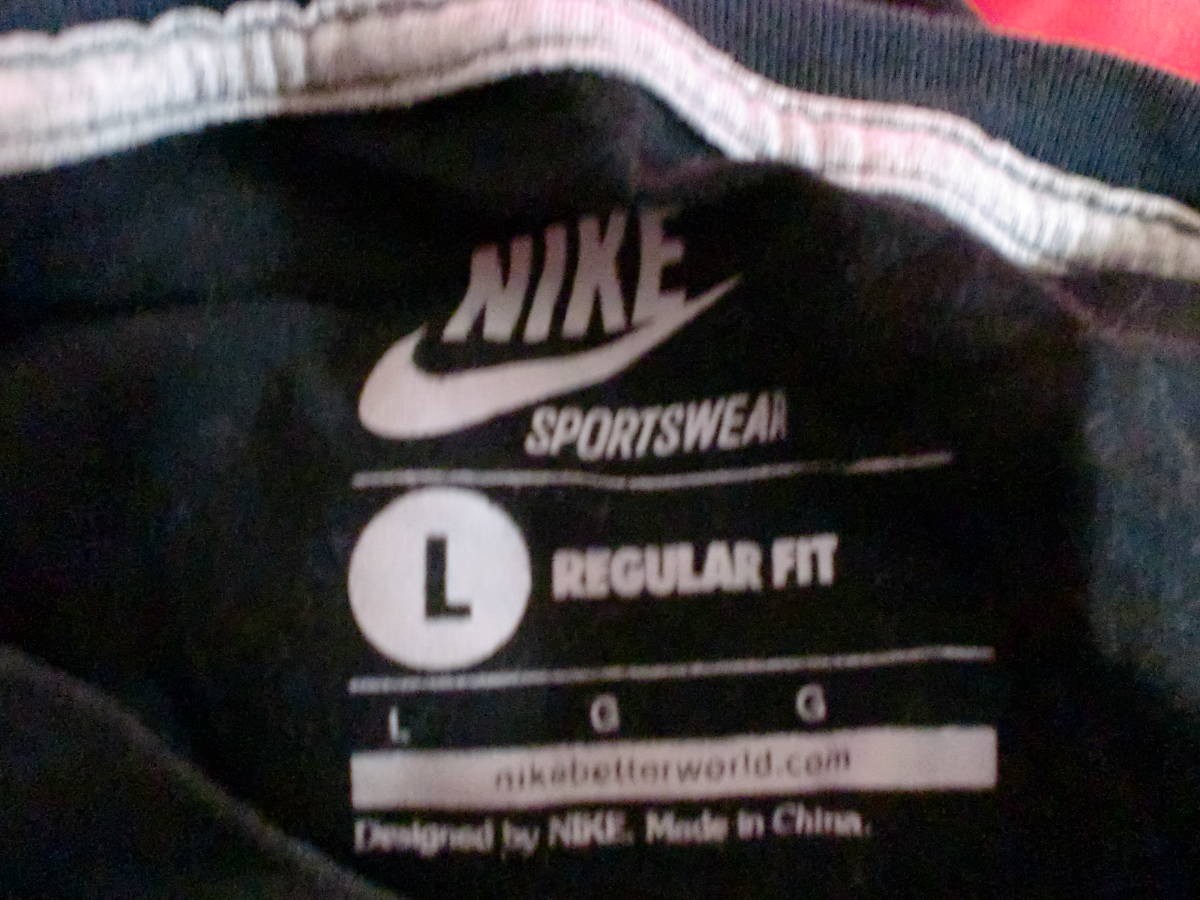 NIKE
SPORTSWEAR
L REGULAR FIT
L G G
nikebetterworld.com
Designed by NIKE. Made in China.